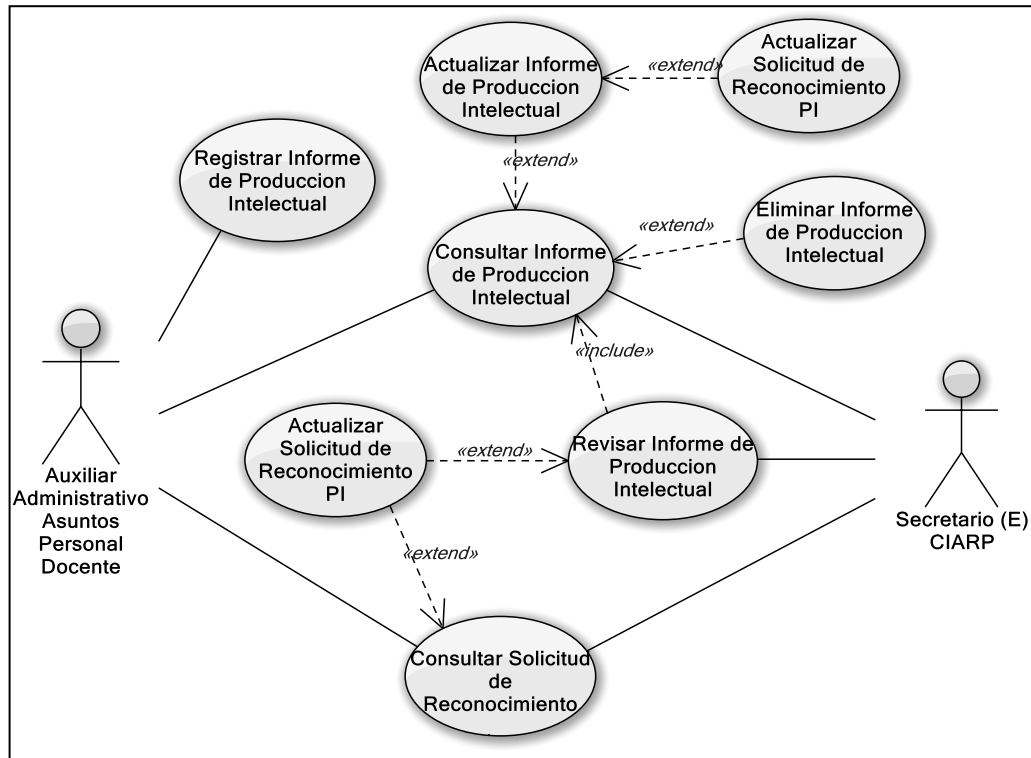 Actualizar Informe
de Produccion
Intelectual
«extend»
Actualizar
Solicitud de
Reconocimiento
PI
«extend»
Registrar Informe
de Produccion
Intelectual
Consultar Informe
de Produccion
Intelectual
«extend»
Eliminar Informe
de Produccion
Intelectual
«include»
Actualizar
Solicitud de
Reconocimiento
PI
«extend»
Revisar Informe de
Produccion
Intelectual
Auxiliar
Administrativo
Asuntos
Personal
Docente
Secretario (E)
CIARP
«extend»
Consultar Solicitud
de
Reconocimiento
.